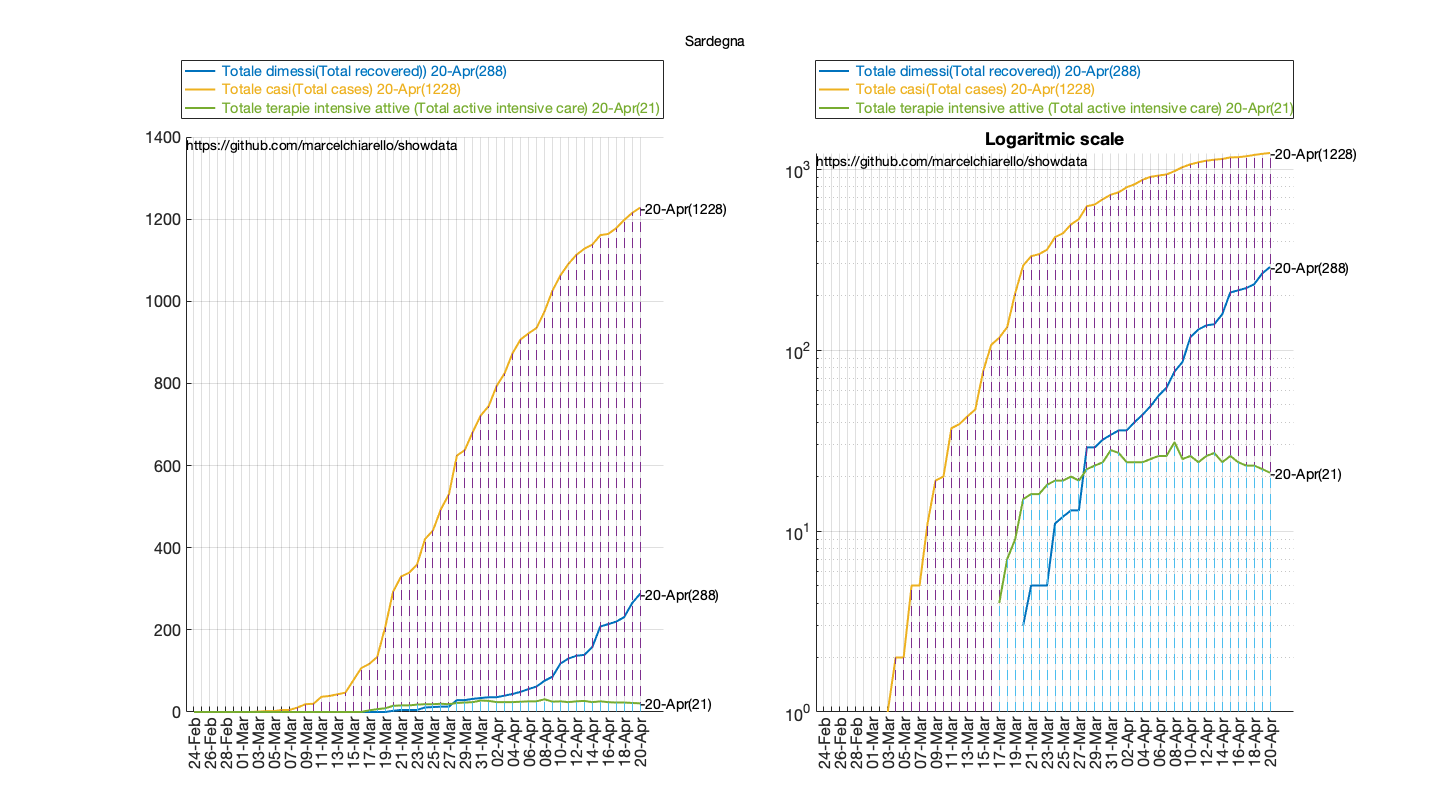 Sardegna
Totale dimessi(Total recovered)) 20-Apr(288)
Totale casi(Total cases) 20-Apr(1228)
Totale terapie intensive attive (Total active intensive care) 20-Apr(21)
https://github.com/marcelchiarello/showdata
1400
1200
1000
800
600
400
200
0
20-Apr(1228)
20-Apr(288)
20-Apr(21)
24-Feb
26-Feb
28-Feb
01-Mar
03-Mar
05-Mar
07-Mar
09-Mar
11-Mar
13-Mar
15-Mar
17-Mar
19-Mar
21-Mar
23-Mar
25-Mar
27-Mar
29-Mar
31-Mar
02-Apr
04-Apr
06-Apr
08-Apr
10-Apr
12-Apr
14-Apr
16-Apr
18-Apr
20-Apr
Totale dimessi(Total recovered)) 20-Apr(288)
Totale casi(Total cases) 20-Apr(1228)
Totale terapie intensive attive (Total active intensive care) 20-Apr(21)
Logaritmic scale
https://github.com/marcelchiarello/showdata
10³
10²
10¹
10⁰
20-Apr(1228)
20-Apr(288)
20-Apr(21)
24-Feb
26-Feb
28-Feb
01-Mar
03-Mar
05-Mar
07-Mar
09-Mar
11-Mar
13-Mar
15-Mar
17-Mar
19-Mar
21-Mar
23-Mar
25-Mar
27-Mar
29-Mar
31-Mar
02-Apr
04-Apr
06-Apr
08-Apr
10-Apr
12-Apr
14-Apr
16-Apr
18-Apr
20-Apr